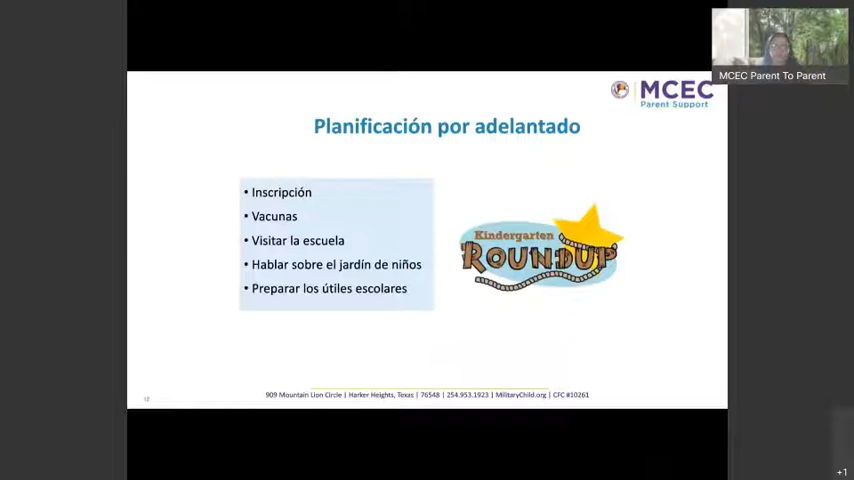 MCEC Parent To Parent
MCEC
Parent Support
Planificación por adelantado
• Inscripción
• Vacunas
• Visitar la escuela
• Hablar sobre el jardín de niños
• Preparar los útiles escolares
Kindergarten
ROUNDUP
12
909 Mountain Lion Circle | Harker Heights, Texas | 76548 | 254.953.1923 | MilitaryChild.org | CFC #10261
+1